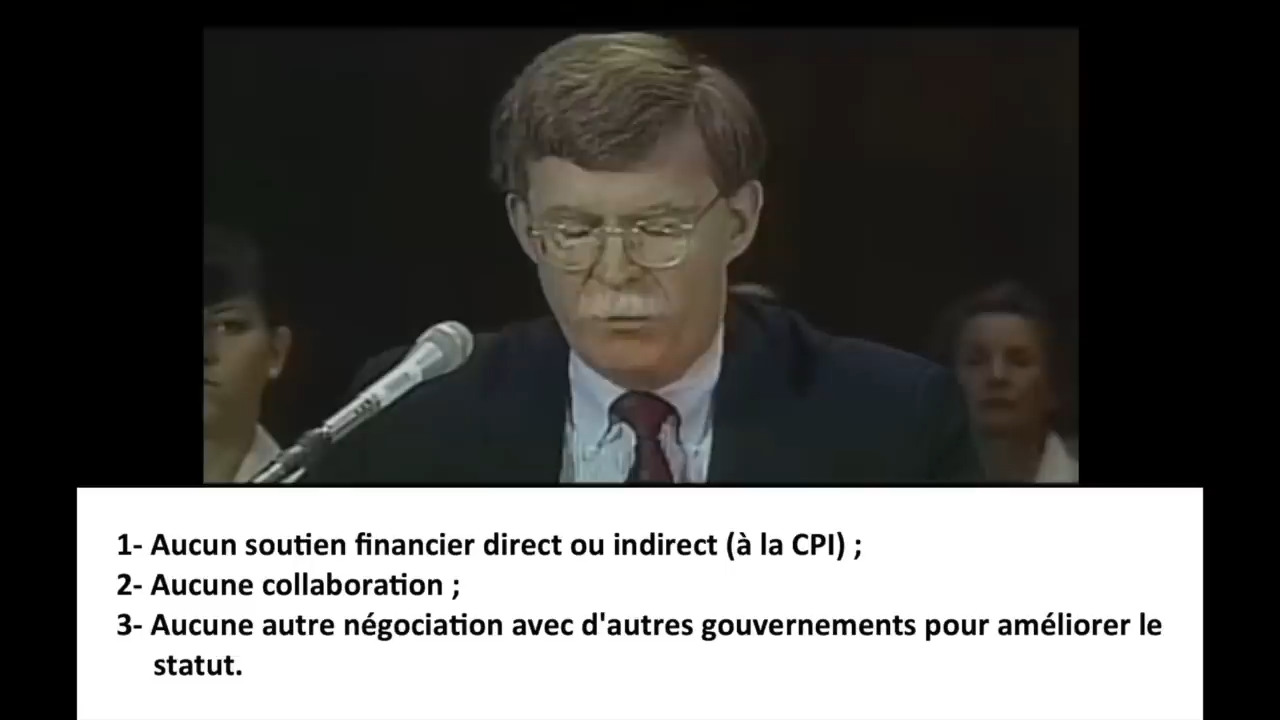 1- Aucun soutien financier direct ou indirect (à la CPI) ;
2- Aucune collaboration ;
3- Aucune autre négociation avec d'autres gouvernements pour améliorer le
statut.